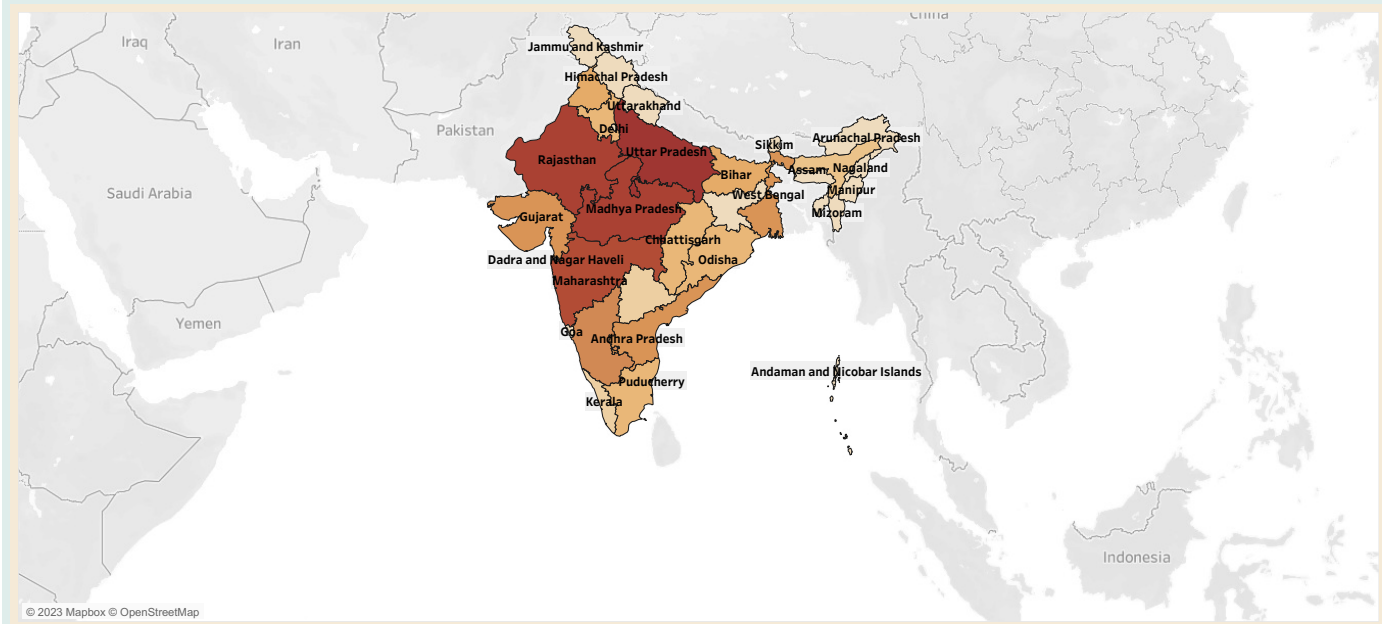 China
Iraq
Iran
Jammu and Kashmir
Himachal Pradesh
Uttarakhand
Pakistan
Delhi
Arunachal Pradesh
Sikkim
Uttar Pradesh
Rajasthan
Bihar
Assam
Nagaland
Saudi Arabia
Manipur
West Bengal
Madhya Pradesh
Mizoram
Gujarat
Chhattisgarh
Dadra and Nagar Haveli
Odisha
Maharashtra
Yemen
Goa
Andhra Pradesh
Andaman and Nicobar Islands
Puducherry
Kerala
Indonesia
© 2023 Mapbox © OpenStreetMap